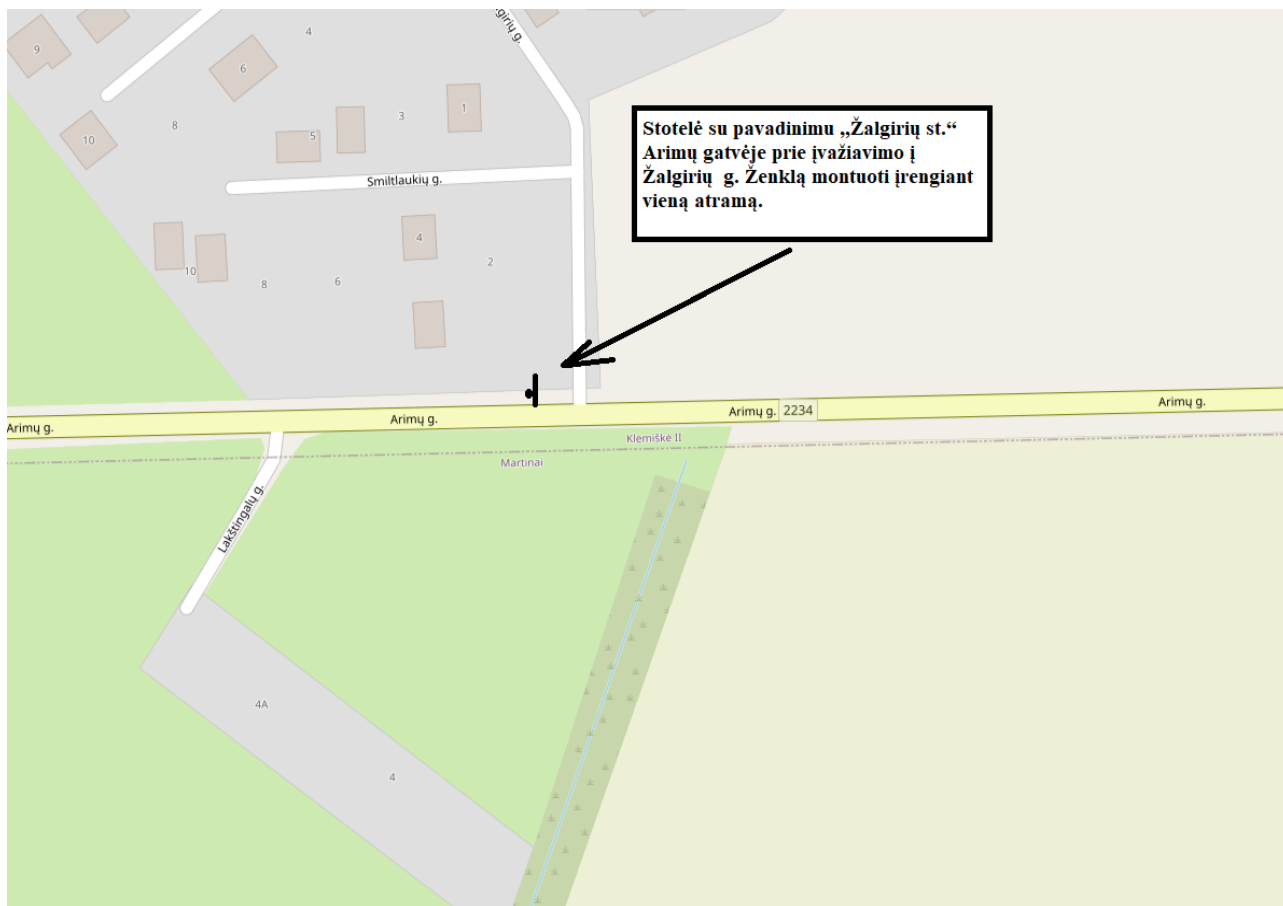 9
4
6
lgirių g.
8
10
5
3
1
Stotelė su pavadinimu „Žalgirių st.“
Arimų gatvėje prie įvažiavimo į
Žalgirių g. Ženklą montuoti įrengiant
vieną atramą.
Smiltlaukių g.
10
8
6
4
2
Arimų g.
Arimų g.
Arimų g. 2234
Arimų g.
Klemiškė II
Martinai
Lakštingalų g.
4A
4